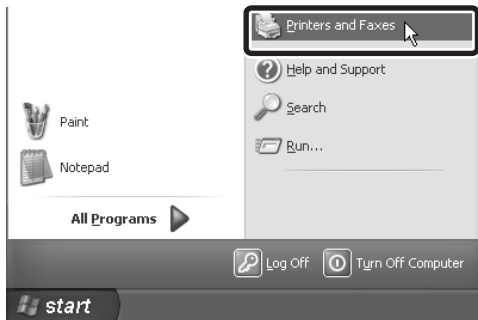 Printers and Faxes
Help and Support
Search
Run...
Paint
Notepad
All Programs
Log Off
Turn Off Computer
start